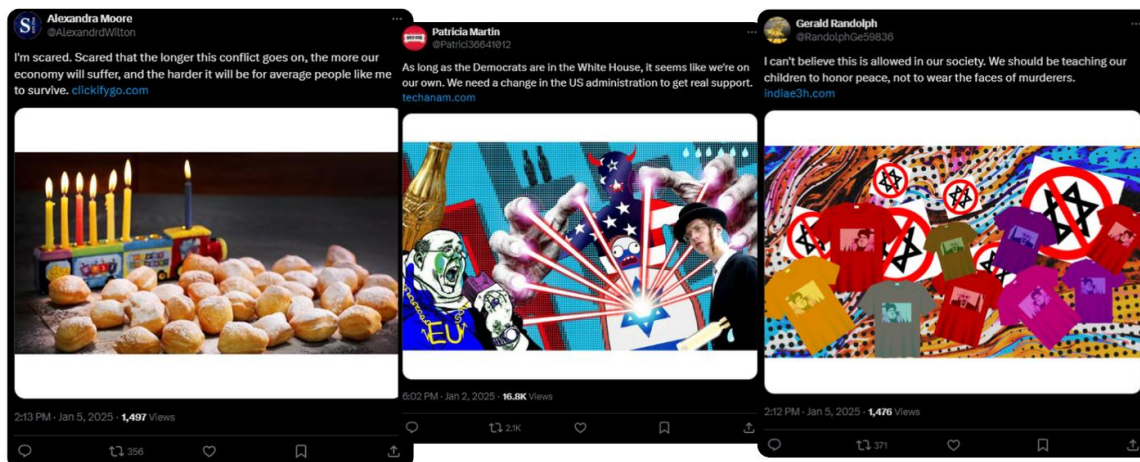 Alexandra Moore
@AlexandrdWilton
I'm scared. Scared that the longer this conflict goes on, the more our
economy will suffer, and the harder it will be for average people like me
to survive. clickifygo.com
2:13 PM · Jan 5, 2025 · 1,497 Views
356
Patricia Martin
@Patrici36641012
As long as the Democrats are in the White House, it seems like we're on
our own. We need a change in the US administration to get real support.
techanam.com
EU
6:02 PM · Jan 2, 2025 · 16.8K Views
2.1K
Gerald Randolph
@RandolphGe59836
I can't believe this is allowed in our society. We should be teaching our
children to honor peace, not to wear the faces of murderers.
indiae3h.com
2:12 PM · Jan 5, 2025 · 1,476 Views
371